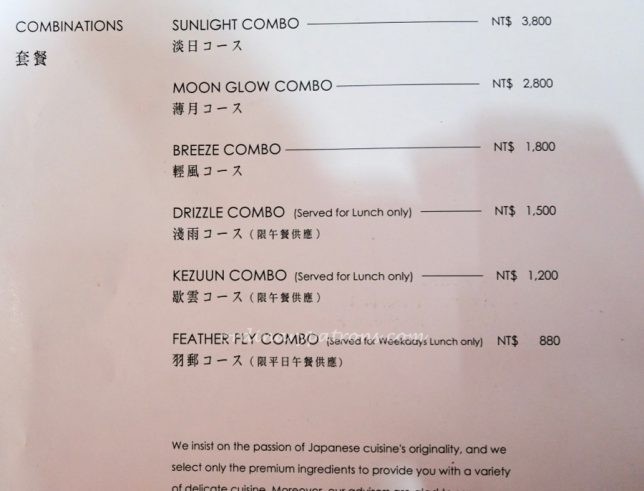 COMBINATIONS
套餐
SUNLIGHT COMBO NT$ 3,800
淡日コース
MOON GLOW COMBO NT$ 2,800
薄月コース
BREEZE COMBO NT$ 1,800
輕風コース
DRIZZLE COMBO (Served for Lunch only) NT$ 1,500
淺雨コース (限午餐供應)
KEZUUN COMBO (Served for Lunch only) NT$ 1,200
歇雲コース (限午餐供應)
FEATHER FLY COMBO (Served for Weekdays Lunch only) NT$ 880
羽郵コース (限平日午餐供應)
We insist on the passion of Japanese cuisine's originality, and we
select only the premium ingredients to provide you with a variety
of delicate cuisine. Moreover, our